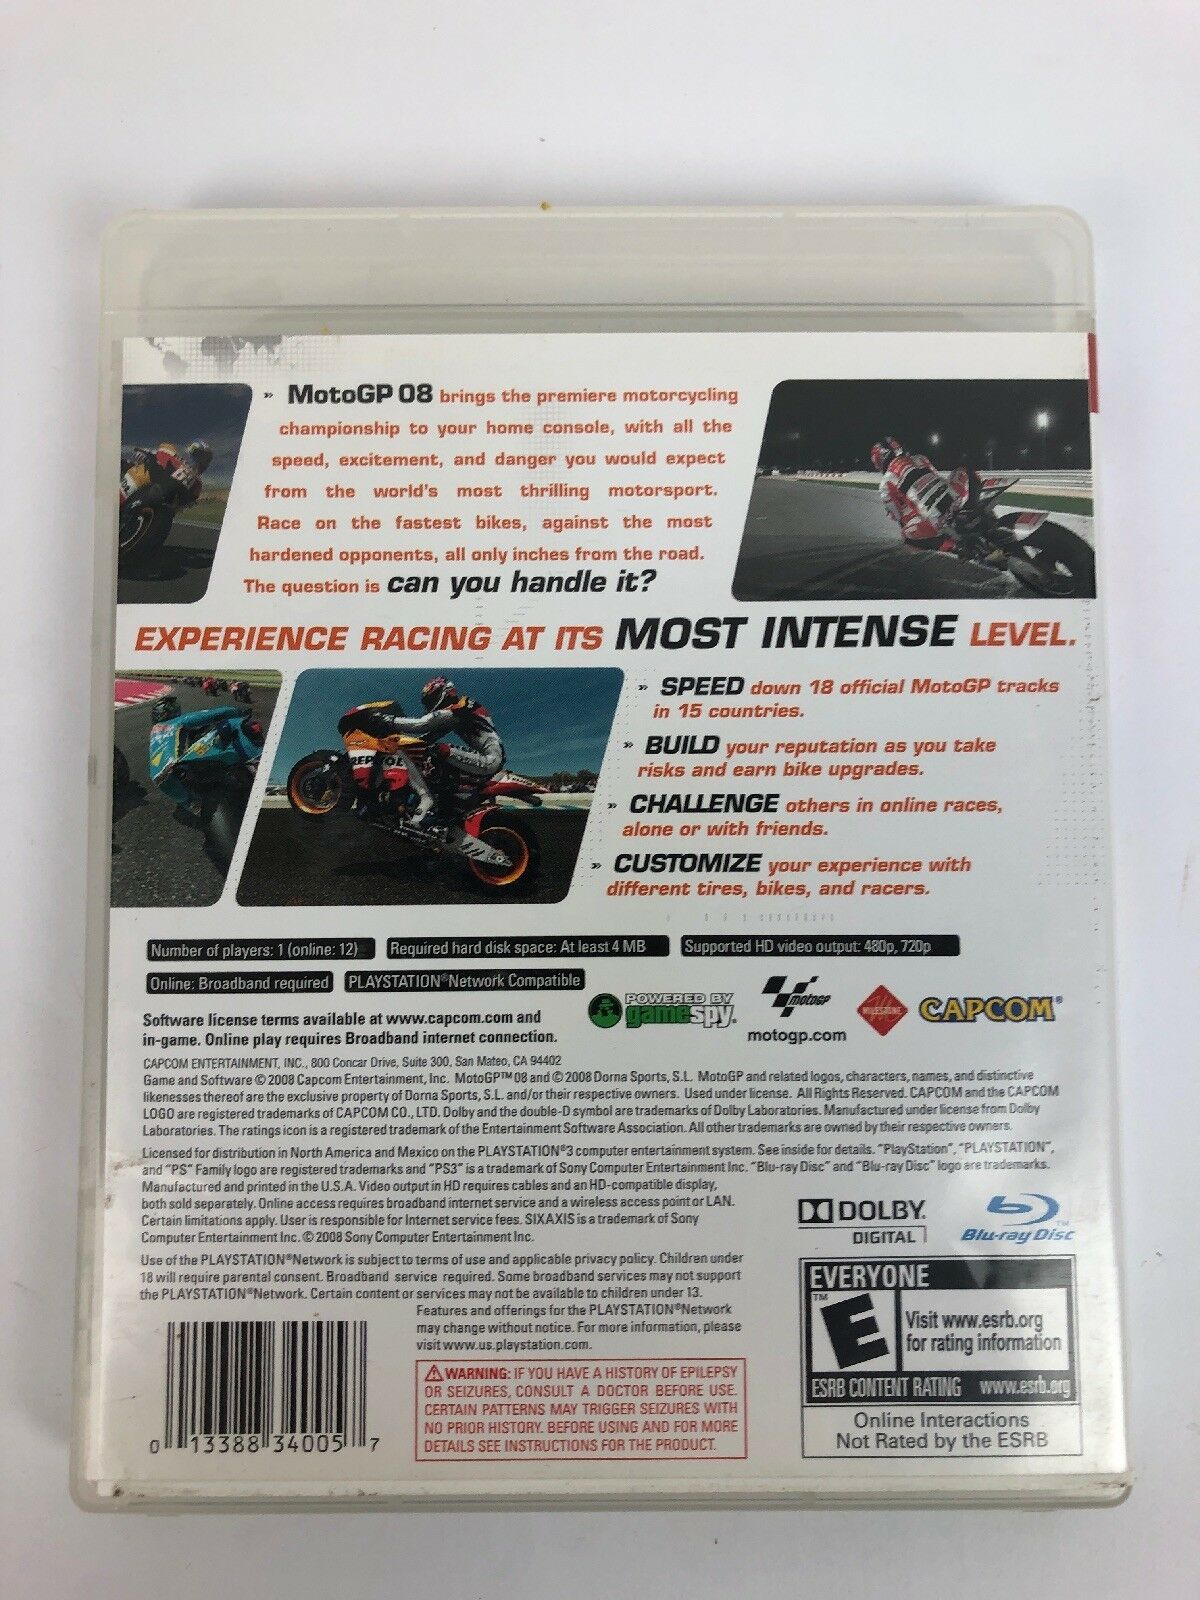 » MotoGP 08 brings the premiere motorcycling
championship to your home console, with all the
speed, excitement, and danger you would expect
from the world's most thrilling motorsport.
Race on the fastest bikes, against the most
hardened opponents, all only inches from the road.
The question is can you handle it?
EXPERIENCE RACING AT ITS MOST INTENSE LEVEL.
REPSOL
» SPEED down 18 official MotoGP tracks
in 15 countries.
» BUILD your reputation as you take
risks and earn bike upgrades.
» CHALLENGE others in online races,
alone or with friends.
» CUSTOMIZE your experience with
different tires, bikes, and racers.
Number of players: 1 (online: 12) Required hard disk space: At least 4 MB Supported HD video output: 480p, 720p
Online: Broadband required PLAYSTATION®Network Compatible
POWERED BY
gamespy.
motoGP
motogp.com
MILESTONE
CAPCOM®
Software license terms available at www.capcom.com and
in-game. Online play requires Broadband internet connection.
CAPCOM ENTERTAINMENT, INC., 800 Concar Drive, Suite 300, San Mateo, CA 94402
Game and Software © 2008 Capcom Entertainment, Inc. MotoGP™ 08 and © 2008 Dorna Sports, S.L. MotoGP and related logos, characters, names, and distinctive
likenesses thereof are the exclusive property of Dorna Sports, S.L. and/or their respective owners. Used under license. All Rights Reserved. CAPCOM and the CAPCOM
LOGO are registered trademarks of CAPCOM CO., LTD. Dolby and the double-D symbol are trademarks of Dolby Laboratories. Manufactured under license from Dolby
Laboratories. The ratings icon is a registered trademark of the Entertainment Software Association. All other trademarks are owned by their respective owners.
Licensed for distribution in North America and Mexico on the PLAYSTATION®3 computer entertainment system. See inside for details. "PlayStation", "PLAYSTATION",
and "PS" Family logo are registered trademarks and "PS3" is a trademark of Sony Computer Entertainment Inc. "Blu-ray Disc" and "Blu-ray Disc" logo are trademarks.
Manufactured and printed in the U.S.A. Video output in HD requires cables and an HD-compatible display,
both sold separately. Online access requires broadband internet service and a wireless access point or LAN.
Certain limitations apply. User is responsible for Internet service fees. SIXAXIS is a trademark of Sony
Computer Entertainment Inc. © 2008 Sony Computer Entertainment Inc.
Use of the PLAYSTATION®Network is subject to terms of use and applicable privacy policy. Children under
18 will require parental consent. Broadband service required. Some broadband services may not support
the PLAYSTATION®Network. Certain content or services may not be available to children under 13.
Features and offerings for the PLAYSTATION®Network
may change without notice. For more information, please
visit www.us.playstation.com.
DOLBY
DIGITAL
Blu-ray Disc™
WARNING: IF YOU HAVE A HISTORY OF EPILEPSY
OR SEIZURES, CONSULT A DOCTOR BEFORE USE.
CERTAIN PATTERNS MAY TRIGGER SEIZURES WITH
NO PRIOR HISTORY. BEFORE USING AND FOR MORE
DETAILS SEE INSTRUCTIONS FOR THE PRODUCT.
0 13388 34005 7
EVERYONE
™
E
Visit www.esrb.org
for rating information
ESRB CONTENT RATING www.esrb.org
Online Interactions
Not Rated by the ESRB